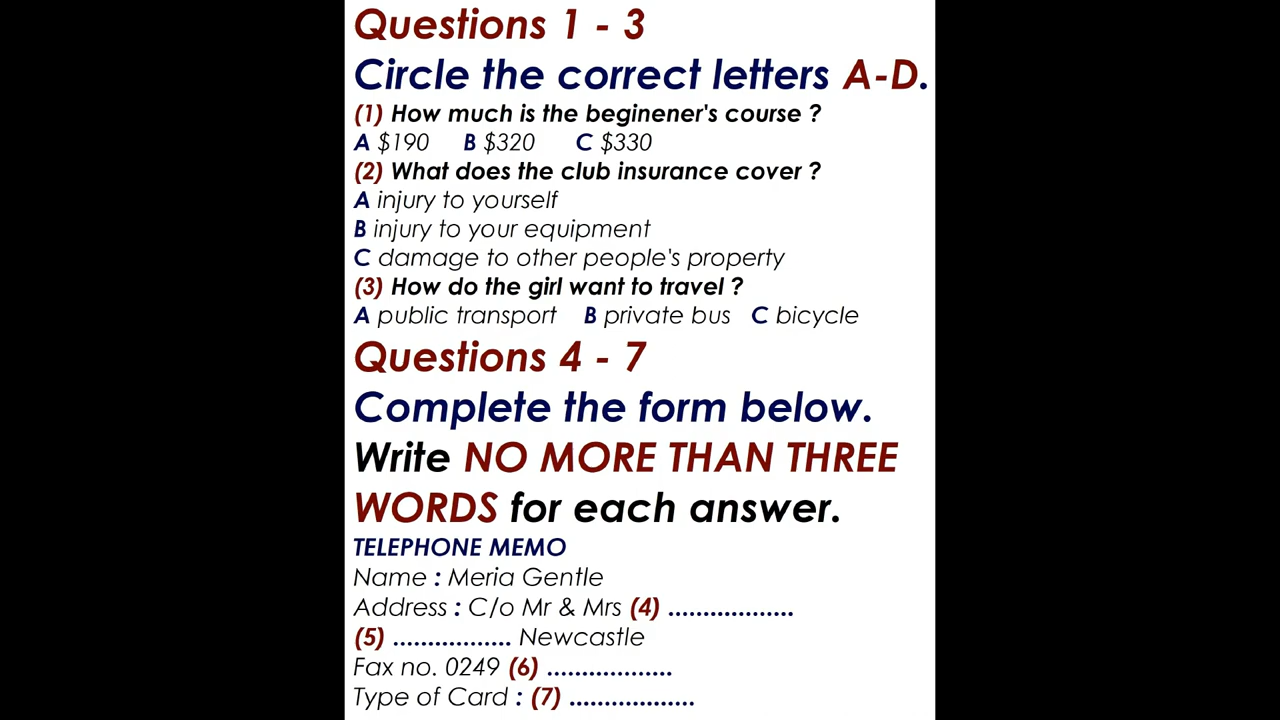 Questions 1 - 3
Circle the correct letters A-D.
(1) How much is the beginener's course ?
A $190 B $320 C $330
(2) What does the club insurance cover ?
A injury to yourself
B injury to your equipment
C damage to other people's property
(3) How do the girl want to travel ?
A public transport B private bus C bicycle
Questions 4 - 7
Complete the form below.
Write NO MORE THAN THREE
WORDS for each answer.
TELEPHONE MEMO
Name : Meria Gentle
Address : C/o Mr & Mrs (4) ..................
(5) ................. Newcastle
Fax no. 0249 (6) ..................
Type of Card : (7) ..................